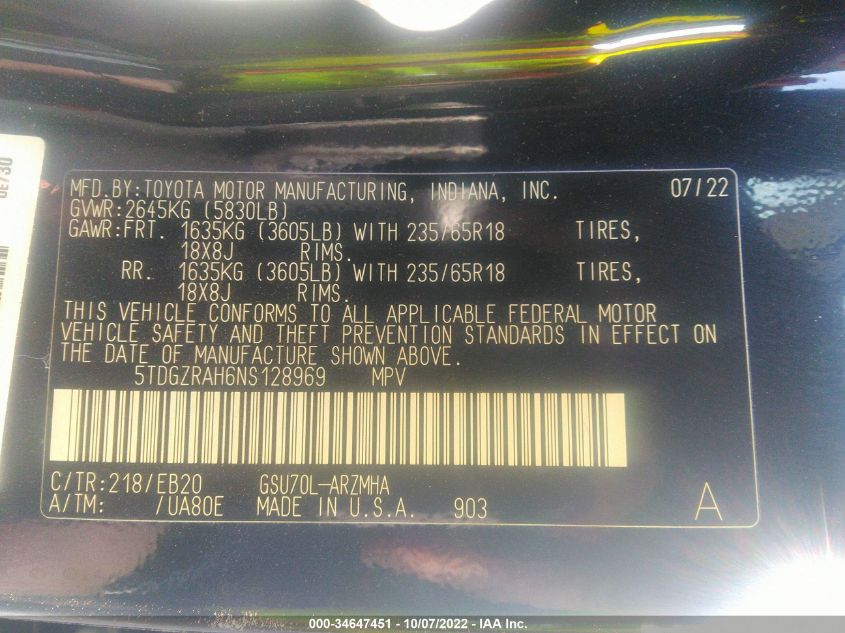 MFD.BY:TOYOTA MOTOR MANUFACTURING, INDIANA, INC. 07/22
GVWR:2645KG (5830LB)
GAWR:FRT. 1635KG (3605LB) WITH 235/65R18 TIRES,
18X8J RIMS.
RR. 1635KG (3605LB) WITH 235/65R18 TIRES,
18X8J RIMS.
THIS VEHICLE CONFORMS TO ALL APPLICABLE FEDERAL MOTOR
VEHICLE SAFETY AND THEFT PREVENTION STANDARDS IN EFFECT ON
THE DATE OF MANUFACTURE SHOWN ABOVE.
5TDGZRAH6NS128969 MPV
C/TR:218/EB20 GSU70L-ARZMHA
A/TM: /UA80E MADE IN U.S.A. 903 A
0E730
000-34647451 - 10/07/2022 - IAA Inc.